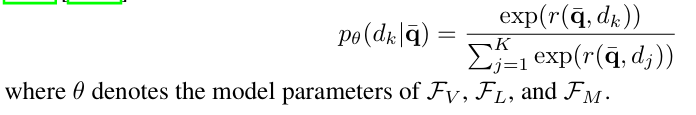 p_θ(d_k|q̄) = exp(r(q̄, d_k)) / ∑_{j=1}^{K} exp(r(q̄, d_j))
where θ denotes the model parameters of ℱ_V, ℱ_L, and ℱ_M.